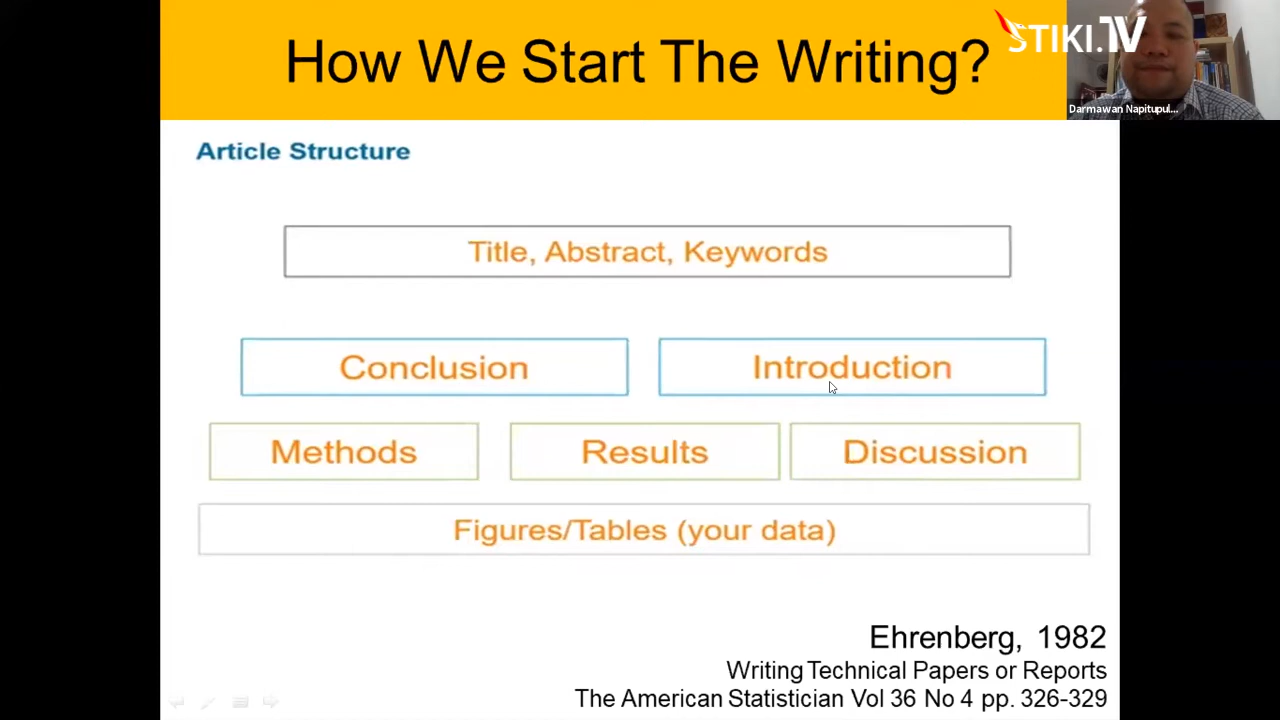 How We Start The Writing?
STIKI.TV
Darmawan Napitupul...
Article Structure
Title, Abstract, Keywords
Conclusion
Introduction
Methods
Results
Discussion
Figures/Tables (your data)
Ehrenberg, 1982
Writing Technical Papers or Reports
The American Statistician Vol 36 No 4 pp. 326-329